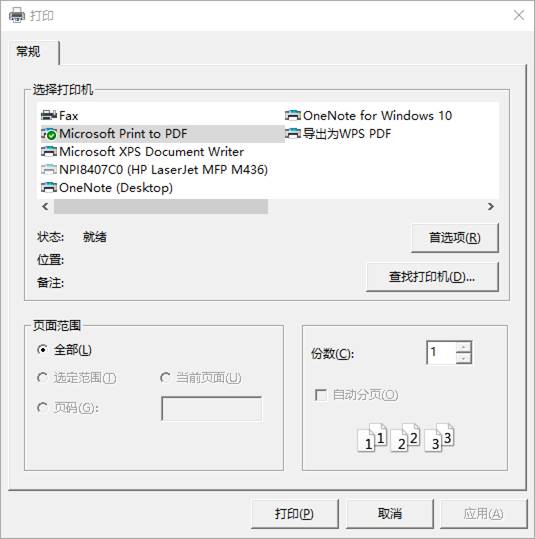 打印
常规
选择打印机
Fax
OneNote for Windows 10
Microsoft Print to PDF
导出为WPS PDF
Microsoft XPS Document Writer
NPI8407C0 (HP LaserJet MFP M436)
OneNote (Desktop)
状态: 就绪
首选项(R)
位置:
查找打印机(D)...
备注:
页面范围
全部(L)
选定范围(T) 当前页面(U)
页码(G):
份数(C): 1
自动分页(O)
1 1 2 2 3 3
打印(P) 取消 应用(A)